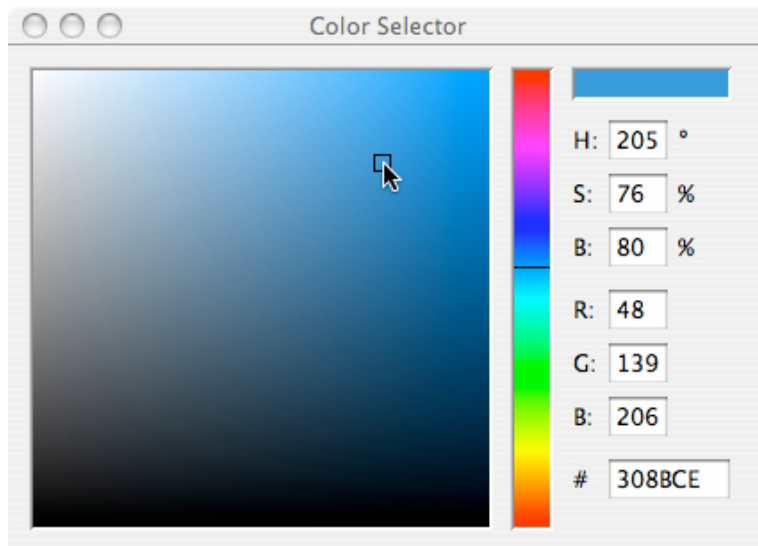 Color Selector
H: 205 °
S: 76 %
B: 80 %
R: 48
G: 139
B: 206
# 308BCE